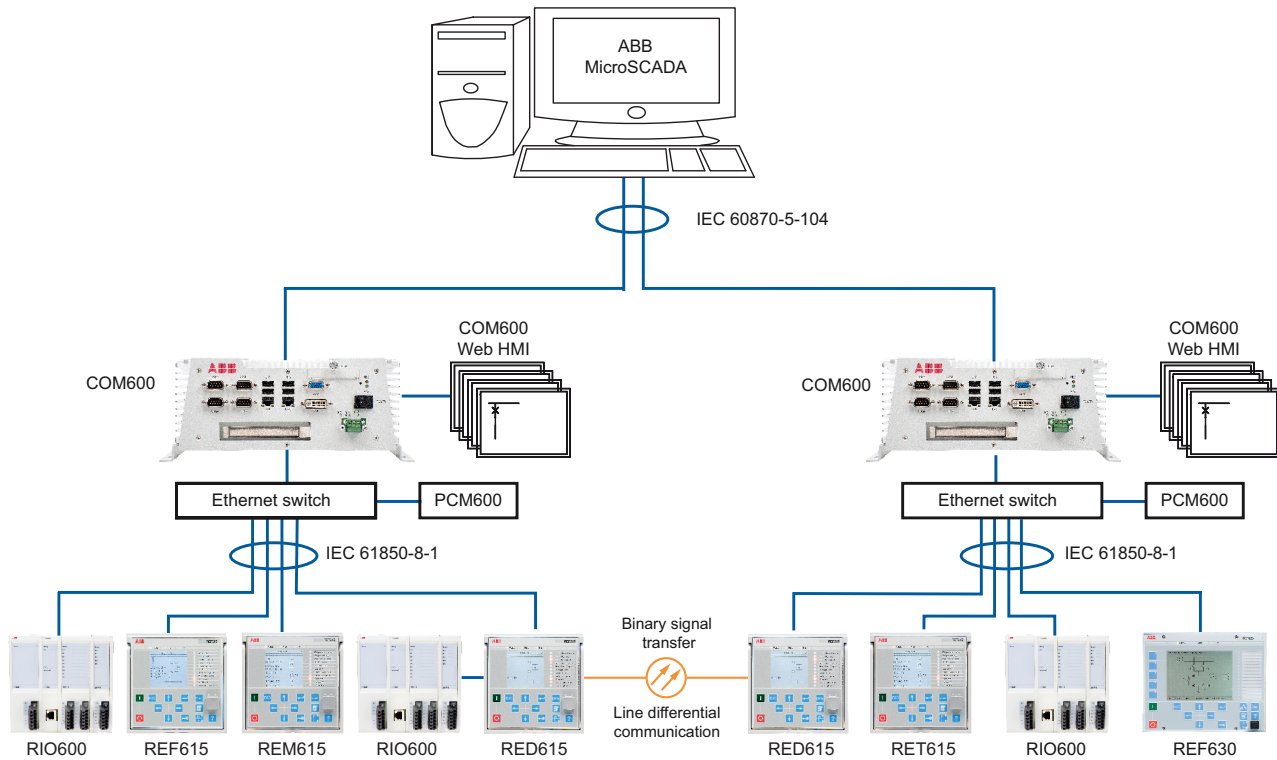 ABB
MicroSCADA
IEC 60870-5-104
COM600
Web HMI
COM600
Web HMI
COM600
ABB
COM600
ABB
Ethernet switch
PCM600
Ethernet switch
PCM600
IEC 61850-8-1
IEC 61850-8-1
Binary signal
transfer
Line differential
communication
RIO600
REF615
REM615
RIO600
RED615
RED615
RET615
RIO600
REF630